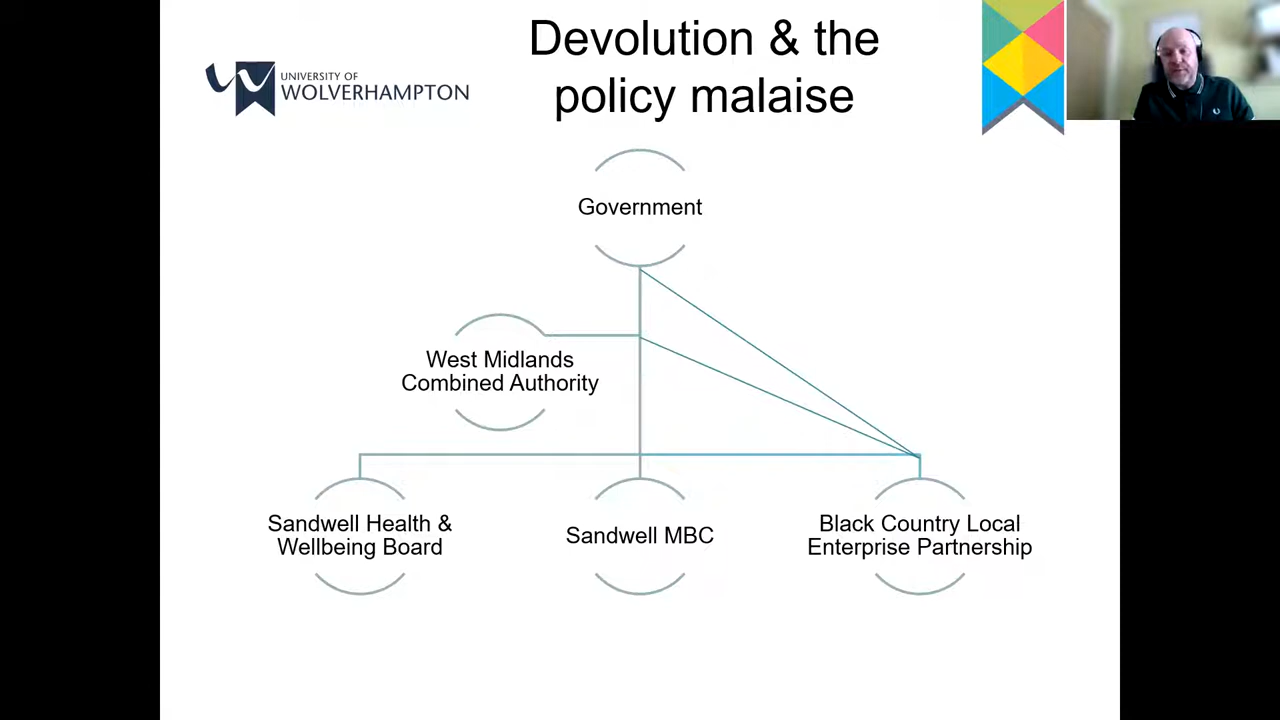 Devolution & the
policy malaise
UNIVERSITY OF
WOLVERHAMPTON
Government
West Midlands
Combined Authority
Sandwell Health &
Wellbeing Board
Sandwell MBC
Black Country Local
Enterprise Partnership